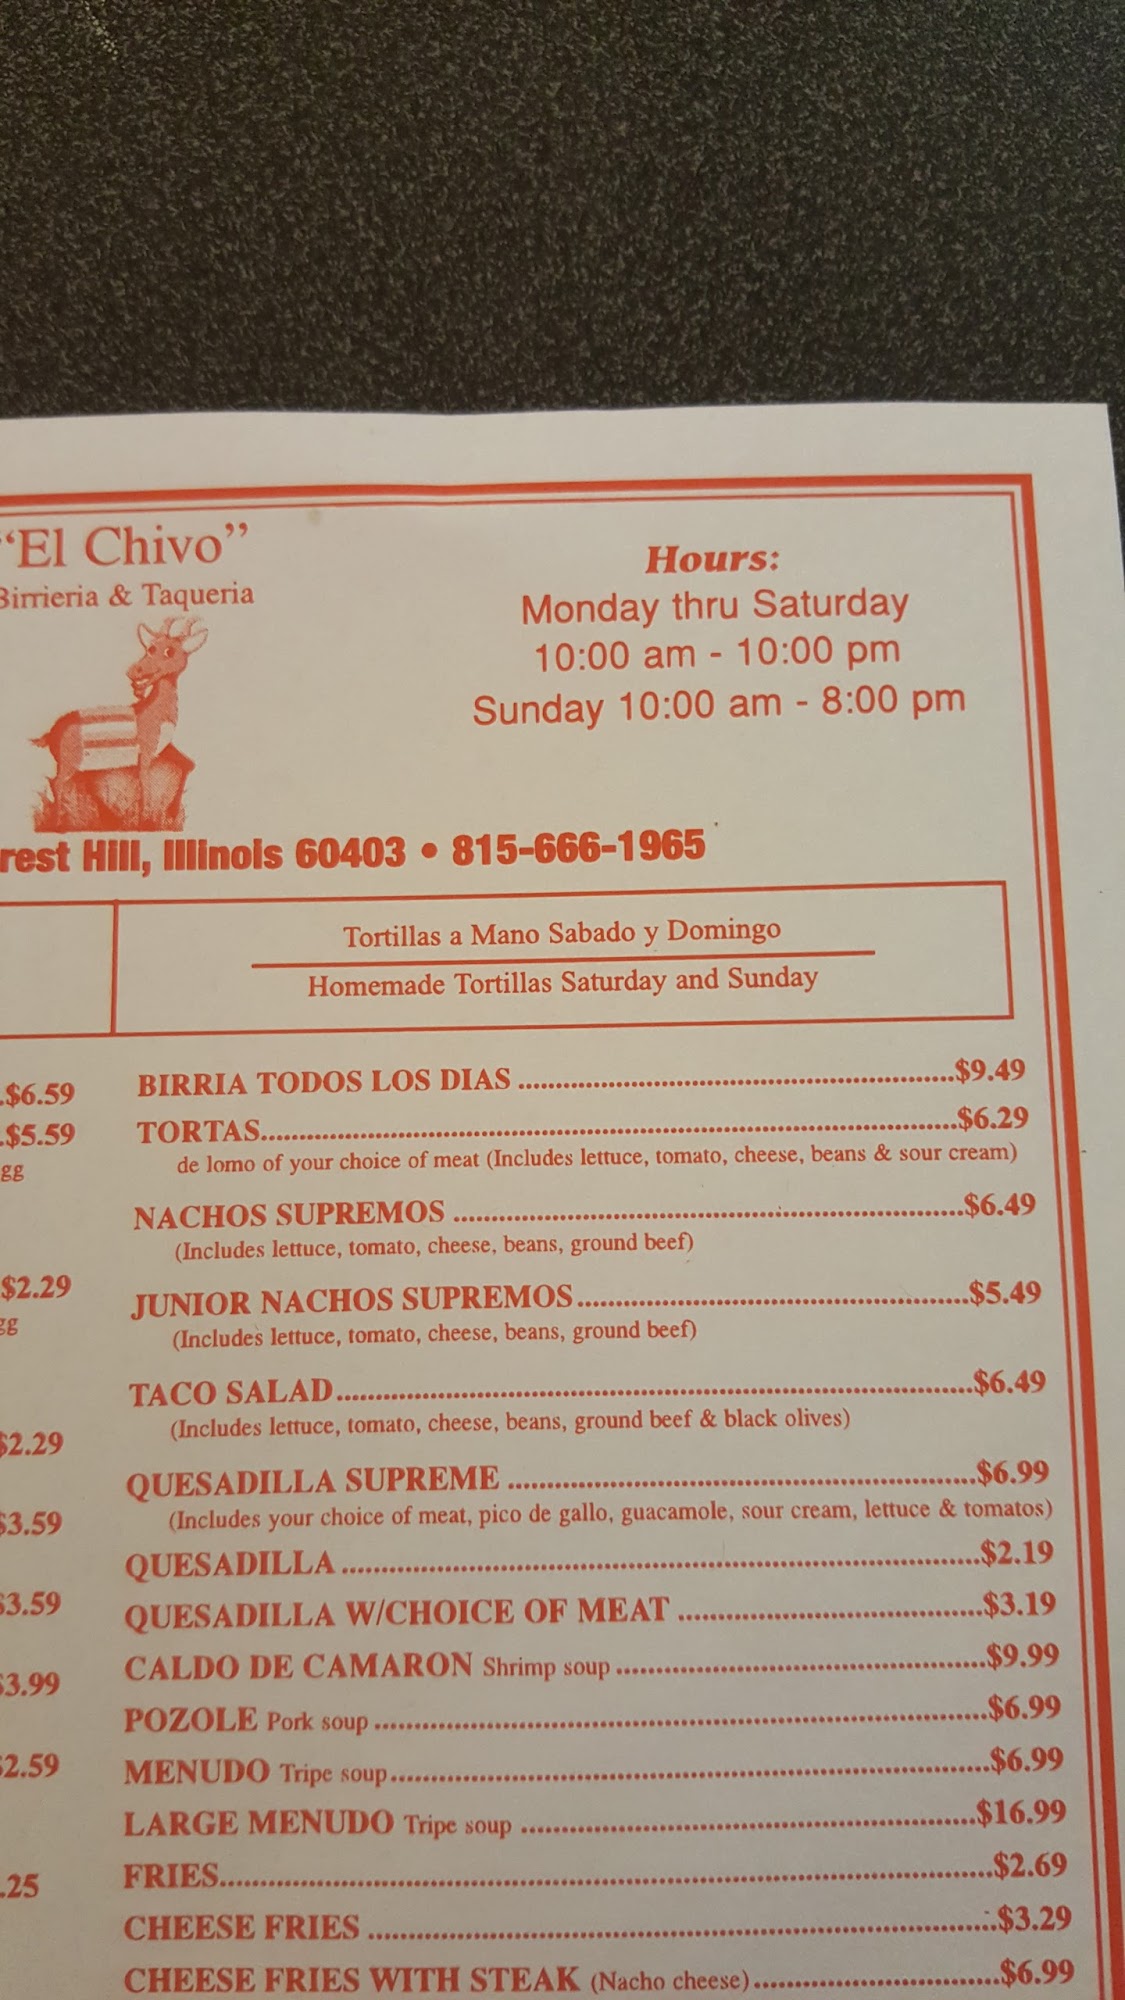 "El Chivo"
Birrieria & Taqueria
Hours:
Monday thru Saturday
10:00 am - 10:00 pm
Sunday 10:00 am - 8:00 pm
rest Hill, Illinois 60403 • 815-666-1965
Tortillas a Mano Sabado y Domingo
Homemade Tortillas Saturday and Sunday
$6.59
$5.59
gg
$2.29
gg
$2.29
$3.59
$3.59
$3.99
$2.59
.25
BIRRIA TODOS LOS DIAS ..... $9.49
TORTAS..... $6.29
de lomo of your choice of meat (Includes lettuce, tomato, cheese, beans & sour cream)
NACHOS SUPREMOS ..... $6.49
(Includes lettuce, tomato, cheese, beans, ground beef)
JUNIOR NACHOS SUPREMOS..... $5.49
(Includes lettuce, tomato, cheese, beans, ground beef)
TACO SALAD..... $6.49
(Includes lettuce, tomato, cheese, beans, ground beef & black olives)
QUESADILLA SUPREME ..... $6.99
(Includes your choice of meat, pico de gallo, guacamole, sour cream, lettuce & tomatos)
QUESADILLA ..... $2.19
QUESADILLA W/CHOICE OF MEAT ..... $3.19
CALDO DE CAMARON Shrimp soup ..... $9.99
POZOLE Pork soup ..... $6.99
MENUDO Tripe soup..... $6.99
LARGE MENUDO Tripe soup ..... $16.99
FRIES..... $2.69
CHEESE FRIES ..... $3.29
CHEESE FRIES WITH STEAK (Nacho cheese)..... $6.99